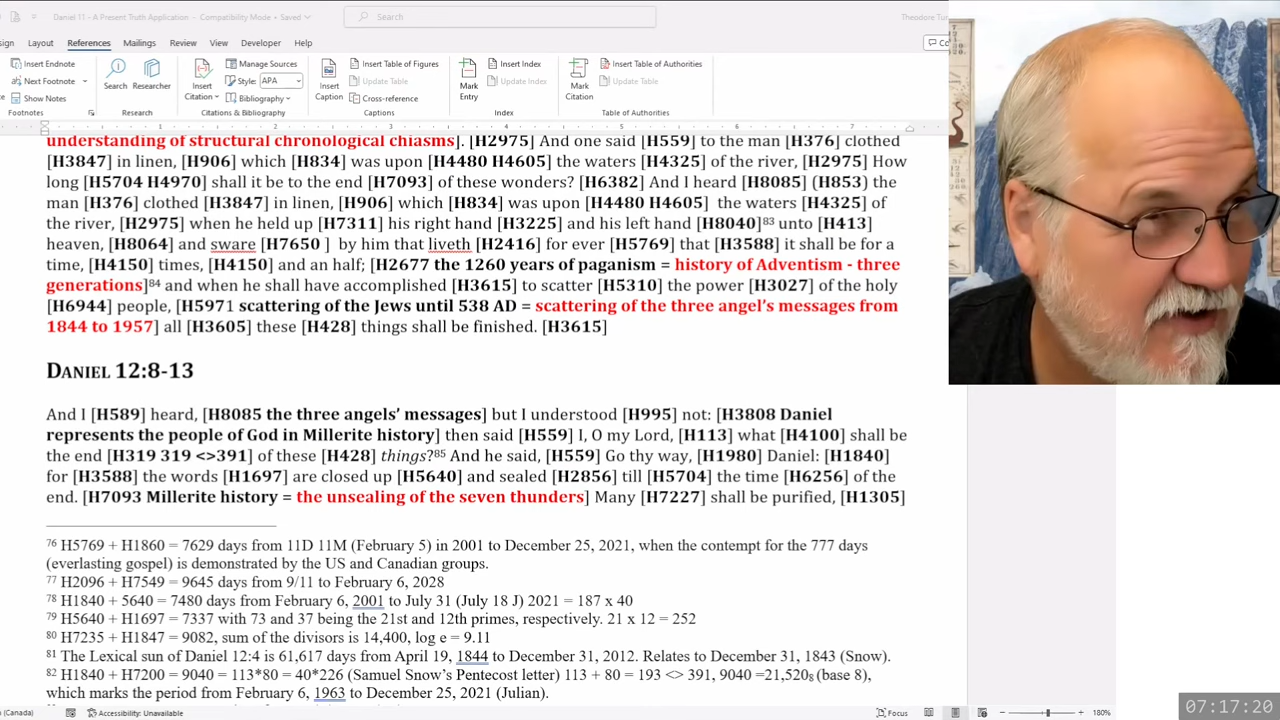 Daniel 11 - A Present Truth Application - Compatibility Mode • Saved
Search
Layout References Mailings Review View Developer Help
Insert Endnote
Next Footnote
Show Notes
Footnotes
Search
Researcher
Research
Insert Citation
Manage Sources
Style: APA
Bibliography
Citations & Bibliography
Insert Caption
Insert Table of Figures
Update Table
Cross-reference
Captions
Mark Entry
Insert Index
Update Index
Index
Mark Citation
Insert Table of Authorities
Update Table
Table of Authorities
understanding of structural chronological chiasms]. [H2975] And one said [H559] to the man [H376] clothed
[H3847] in linen, [H906] which [H834] was upon [H4480 H4605] the waters [H4325] of the river, [H2975] How
long [H5704 H4970] shall it be to the end [H7093] of these wonders? [H6382] And I heard [H8085] (H853) the
man [H376] clothed [H3847] in linen, [H906] which [H834] was upon [H4480 H4605] the waters [H4325] of
the river, [H2975] when he held up [H7311] his right hand [H3225] and his left hand [H8040]83 unto [H413]
heaven, [H8064] and sware [H7650 ] by him that liveth [H2416] for ever [H5769] that [H3588] it shall be for a
time, [H4150] times, [H4150] and an half; [H2677 the 1260 years of paganism = history of Adventism - three
generations]84 and when he shall have accomplished [H3615] to scatter [H5310] the power [H3027] of the holy
[H6944] people, [H5971 scattering of the Jews until 538 AD = scattering of the three angel's messages from
1844 to 1957] all [H3605] these [H428] things shall be finished. [H3615]
DANIEL 12:8-13
And I [H589] heard, [H8085 the three angels' messages] but I understood [H995] not: [H3808 Daniel
represents the people of God in Millerite history] then said [H559] I, O my Lord, [H113] what [H4100] shall be
the end [H319 319 <>391] of these [H428] things?85 And he said, [H559] Go thy way, [H1980] Daniel: [H1840]
for [H3588] the words [H1697] are closed up [H5640] and sealed [H2856] till [H5704] the time [H6256] of the
end. [H7093 Millerite history = the unsealing of the seven thunders] Many [H7227] shall be purified, [H1305]
76 H5769 + H1860 = 7629 days from 11D 11M (February 5) in 2001 to December 25, 2021, when the contempt for the 777 days
(everlasting gospel) is demonstrated by the US and Canadian groups.
77 H2096 + H7549 = 9645 days from 9/11 to February 6, 2028
78 H1840 + 5640 = 7480 days from February 6, 2001 to July 31 (July 18 J) 2021 = 187 x 40
79 H5640 + H1697 = 7337 with 73 and 37 being the 21st and 12th primes, respectively. 21 x 12 = 252
80 H7235 + H1847 = 9082, sum of the divisors is 14,400, log e = 9.11
81 The Lexical sun of Daniel 12:4 is 61,617 days from April 19, 1844 to December 31, 2012. Relates to December 31, 1843 (Snow).
82 H1840 + H7200 = 9040 = 113*80 = 40*226 (Samuel Snow's Pentecost letter) 113 + 80 = 193 <> 391, 9040 =21,5208 (base 8),
which marks the period from February 6, 1963 to December 25, 2021 (Julian).
(Canada)
Accessibility: Unavailable
Focus
180%
07:17:20